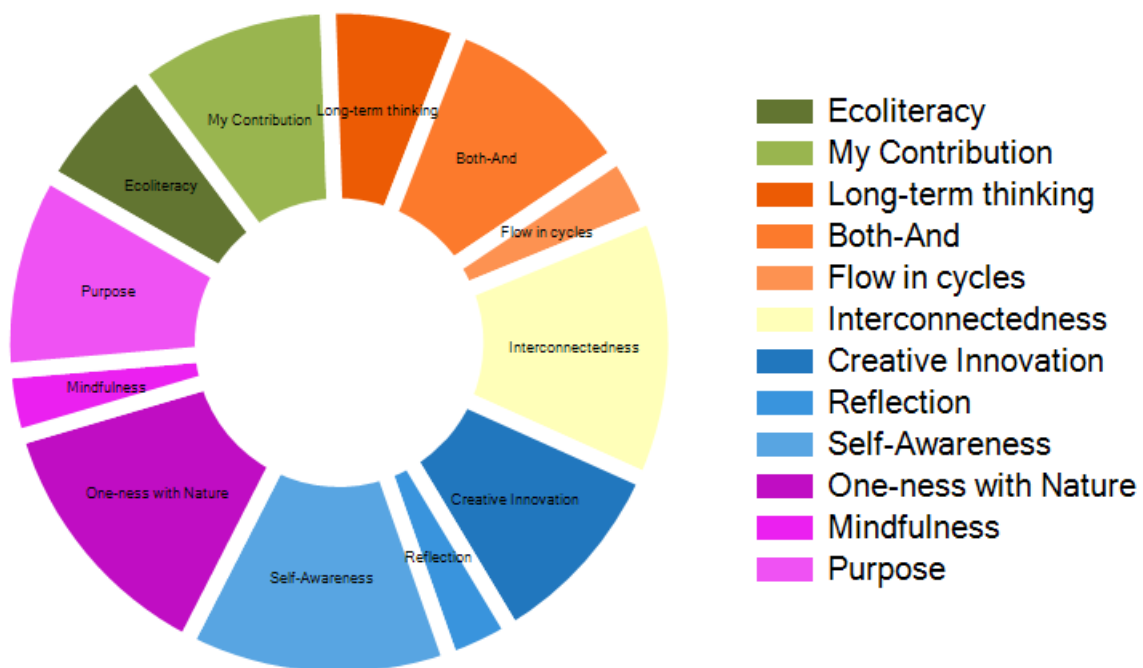 Long-term thinking
My Contribution
Both-And
Ecoliteracy
Flow in cycles
Purpose
Interconnectedness
Mindfulness
One-ness with Nature
Creative Innovation
Reflection
Self-Awareness
Ecoliteracy
My Contribution
Long-term thinking
Both-And
Flow in cycles
Interconnectedness
Creative Innovation
Reflection
Self-Awareness
One-ness with Nature
Mindfulness
Purpose